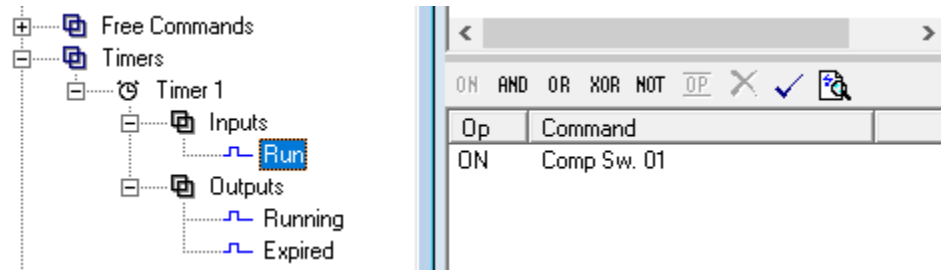 Free Commands
Timers
Timer 1
Inputs
Run
Outputs
Running
Expired
ON AND OR XOR NOT OP
Op Command
ON Comp Sw. 01